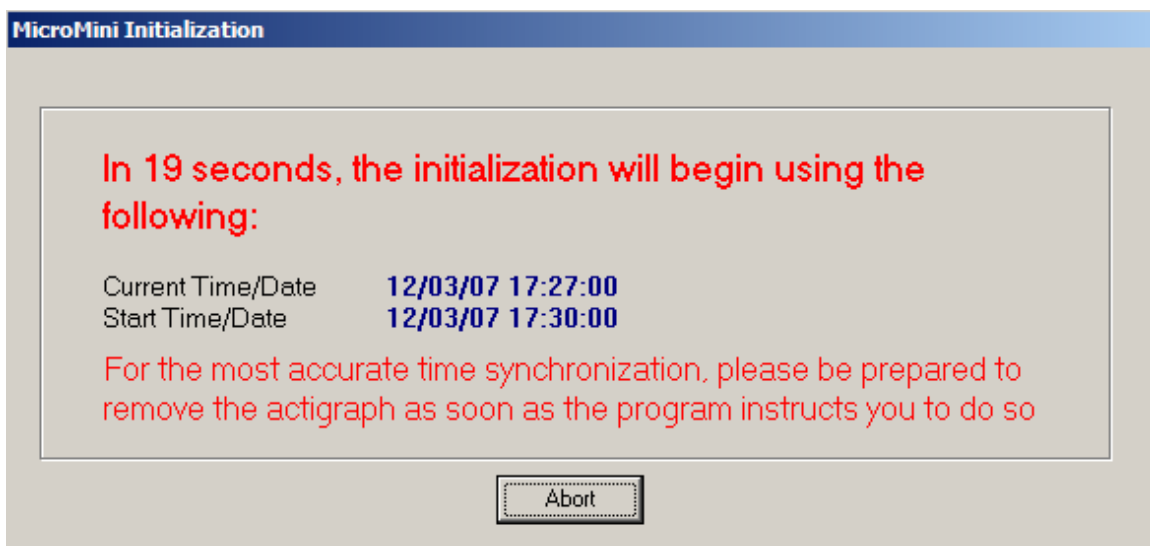 MicroMini Initialization
In 19 seconds, the initialization will begin using the
following:
Current Time/Date 12/03/07 17:27:00
Start Time/Date 12/03/07 17:30:00
For the most accurate time synchronization, please be prepared to
remove the actigraph as soon as the program instructs you to do so
Abort